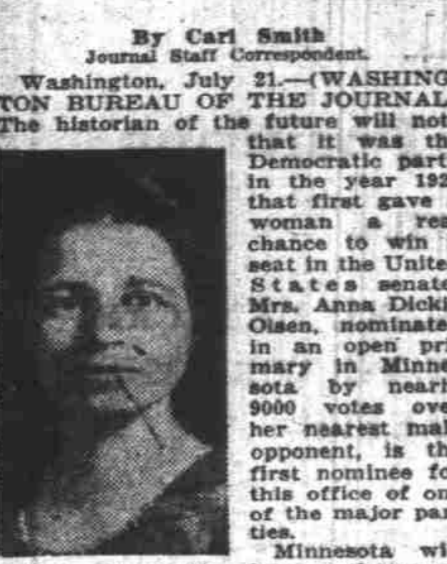 By Carl Smith
Journal Staff Correspondent.
Washington, July 21.—(WASHING
TON BUREAU OF THE JOURNAL
The historian of the future will not
that it was th
Democratic part
in the year 192
that first gave
woman a rea
chance to win
seat in the Unite
States senate
Mrs. Anna Dicki
Olsen, nominate
in an open pri
mary in Minne
sota by nearl
9000 votes ove
her nearest mal
opponent, is th
first nominee fo
this office of on
of the major par
ties.
Minnesota wi